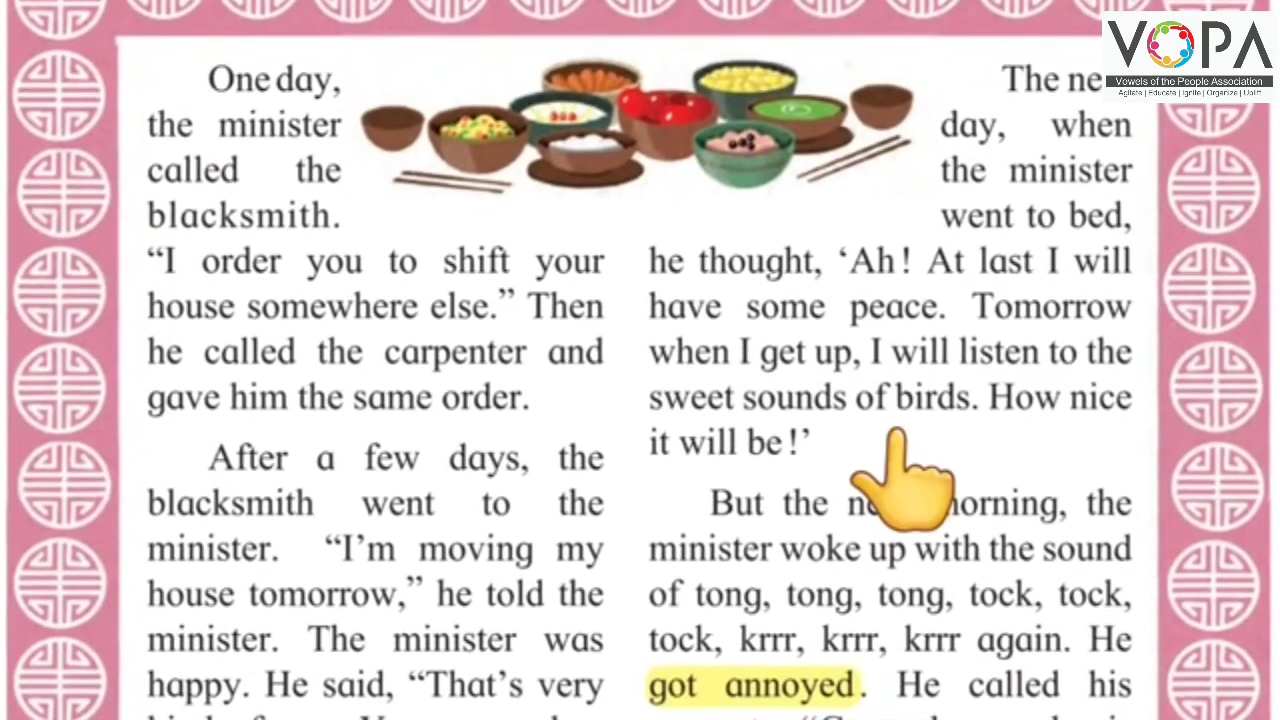 One day,
the minister
called the
blacksmith.
“I order you to shift your
house somewhere else.” Then
he called the carpenter and
gave him the same order.
After a few days, the
blacksmith went to the
minister. “I’m moving my
house tomorrow,” he told the
minister. The minister was
happy. He said, “That’s very
The
day, when
the minister
went to bed,
he thought, ‘Ah! At last I will
have some peace. Tomorrow
when I get up, I will listen to the
sweet sounds of birds. How nice
it will be!’
But the morning, the
minister woke up with the sound
of tong, tong, tong, tock, tock,
tock, krrr, krrr, krrr again. He
got annoyed. He called his
VOPA
Vowels of the People Association
Agitate | Educate | Ignite | Organize | Uplift